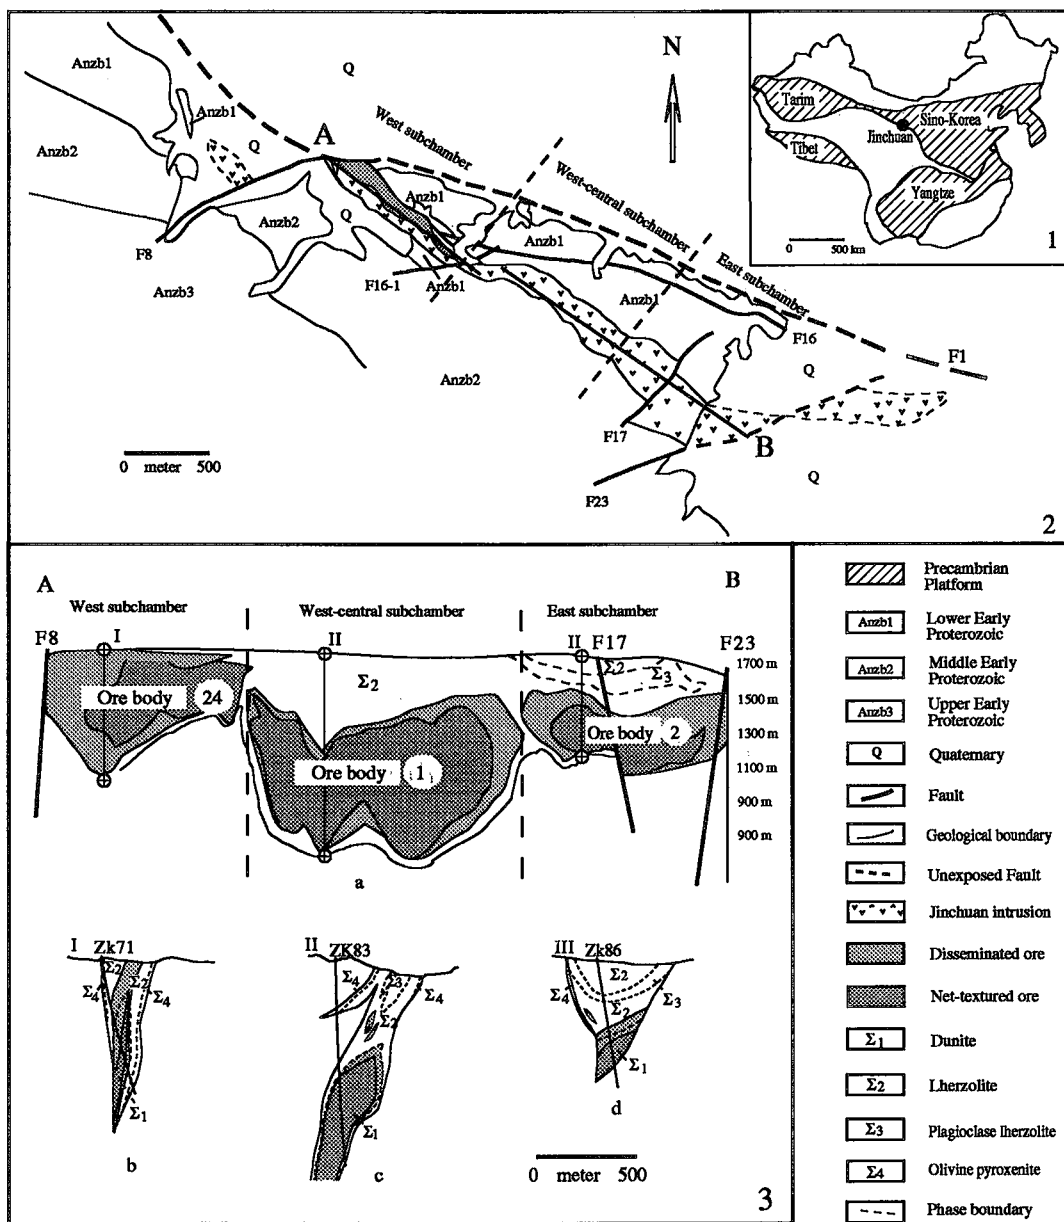 Anzb1
Q
N
Tarim
Sino-Korea
Jinchuan
Tibet
Yangtze
0 500 km
1
Anzb1
A
West subchamber
Anzb2
Q
Anzb1
West-central subchamber
Anzb2
Q
Anzb1
F8
East subchamber
Anzb3
F16-1
Anzb1
Anzb1
F16
F1
Anzb2
Q
F17
B
0 meter 500
F23
Q
2
A
B
West subchamber
West-central subchamber
East subchamber
F8
I
II
II
F17
F23
Σ2
Σ3
1700 m
Σ2
1500 m
Ore body 24
Ore body 2
1300 m
Ore body 1
1100 m
900 m
900 m
a
I Zk71
II ZK83
III Zk86
Σ2
Σ2
Σ4
Σ4
Σ4
Σ3
Σ2
Σ2
Σ4
Σ3
Σ4
Σ2
Σ1
Σ1
Σ1
b
c
d
0 meter 500
3
Precambrian
Platform
Anzb1 Lower Early
Proterozoic
Anzb2 Middle Early
Proterozoic
Anzb3 Upper Early
Proterozoic
Q Quaternary
Fault
Geological boundary
Unexposed Fault
Jinchuan intrusion
Disseminated ore
Net-textured ore
Σ1 Dunite
Σ2 Lherzolite
Σ3 Plagioclase lherzolite
Σ4 Olivine pyroxenite
Phase boundary